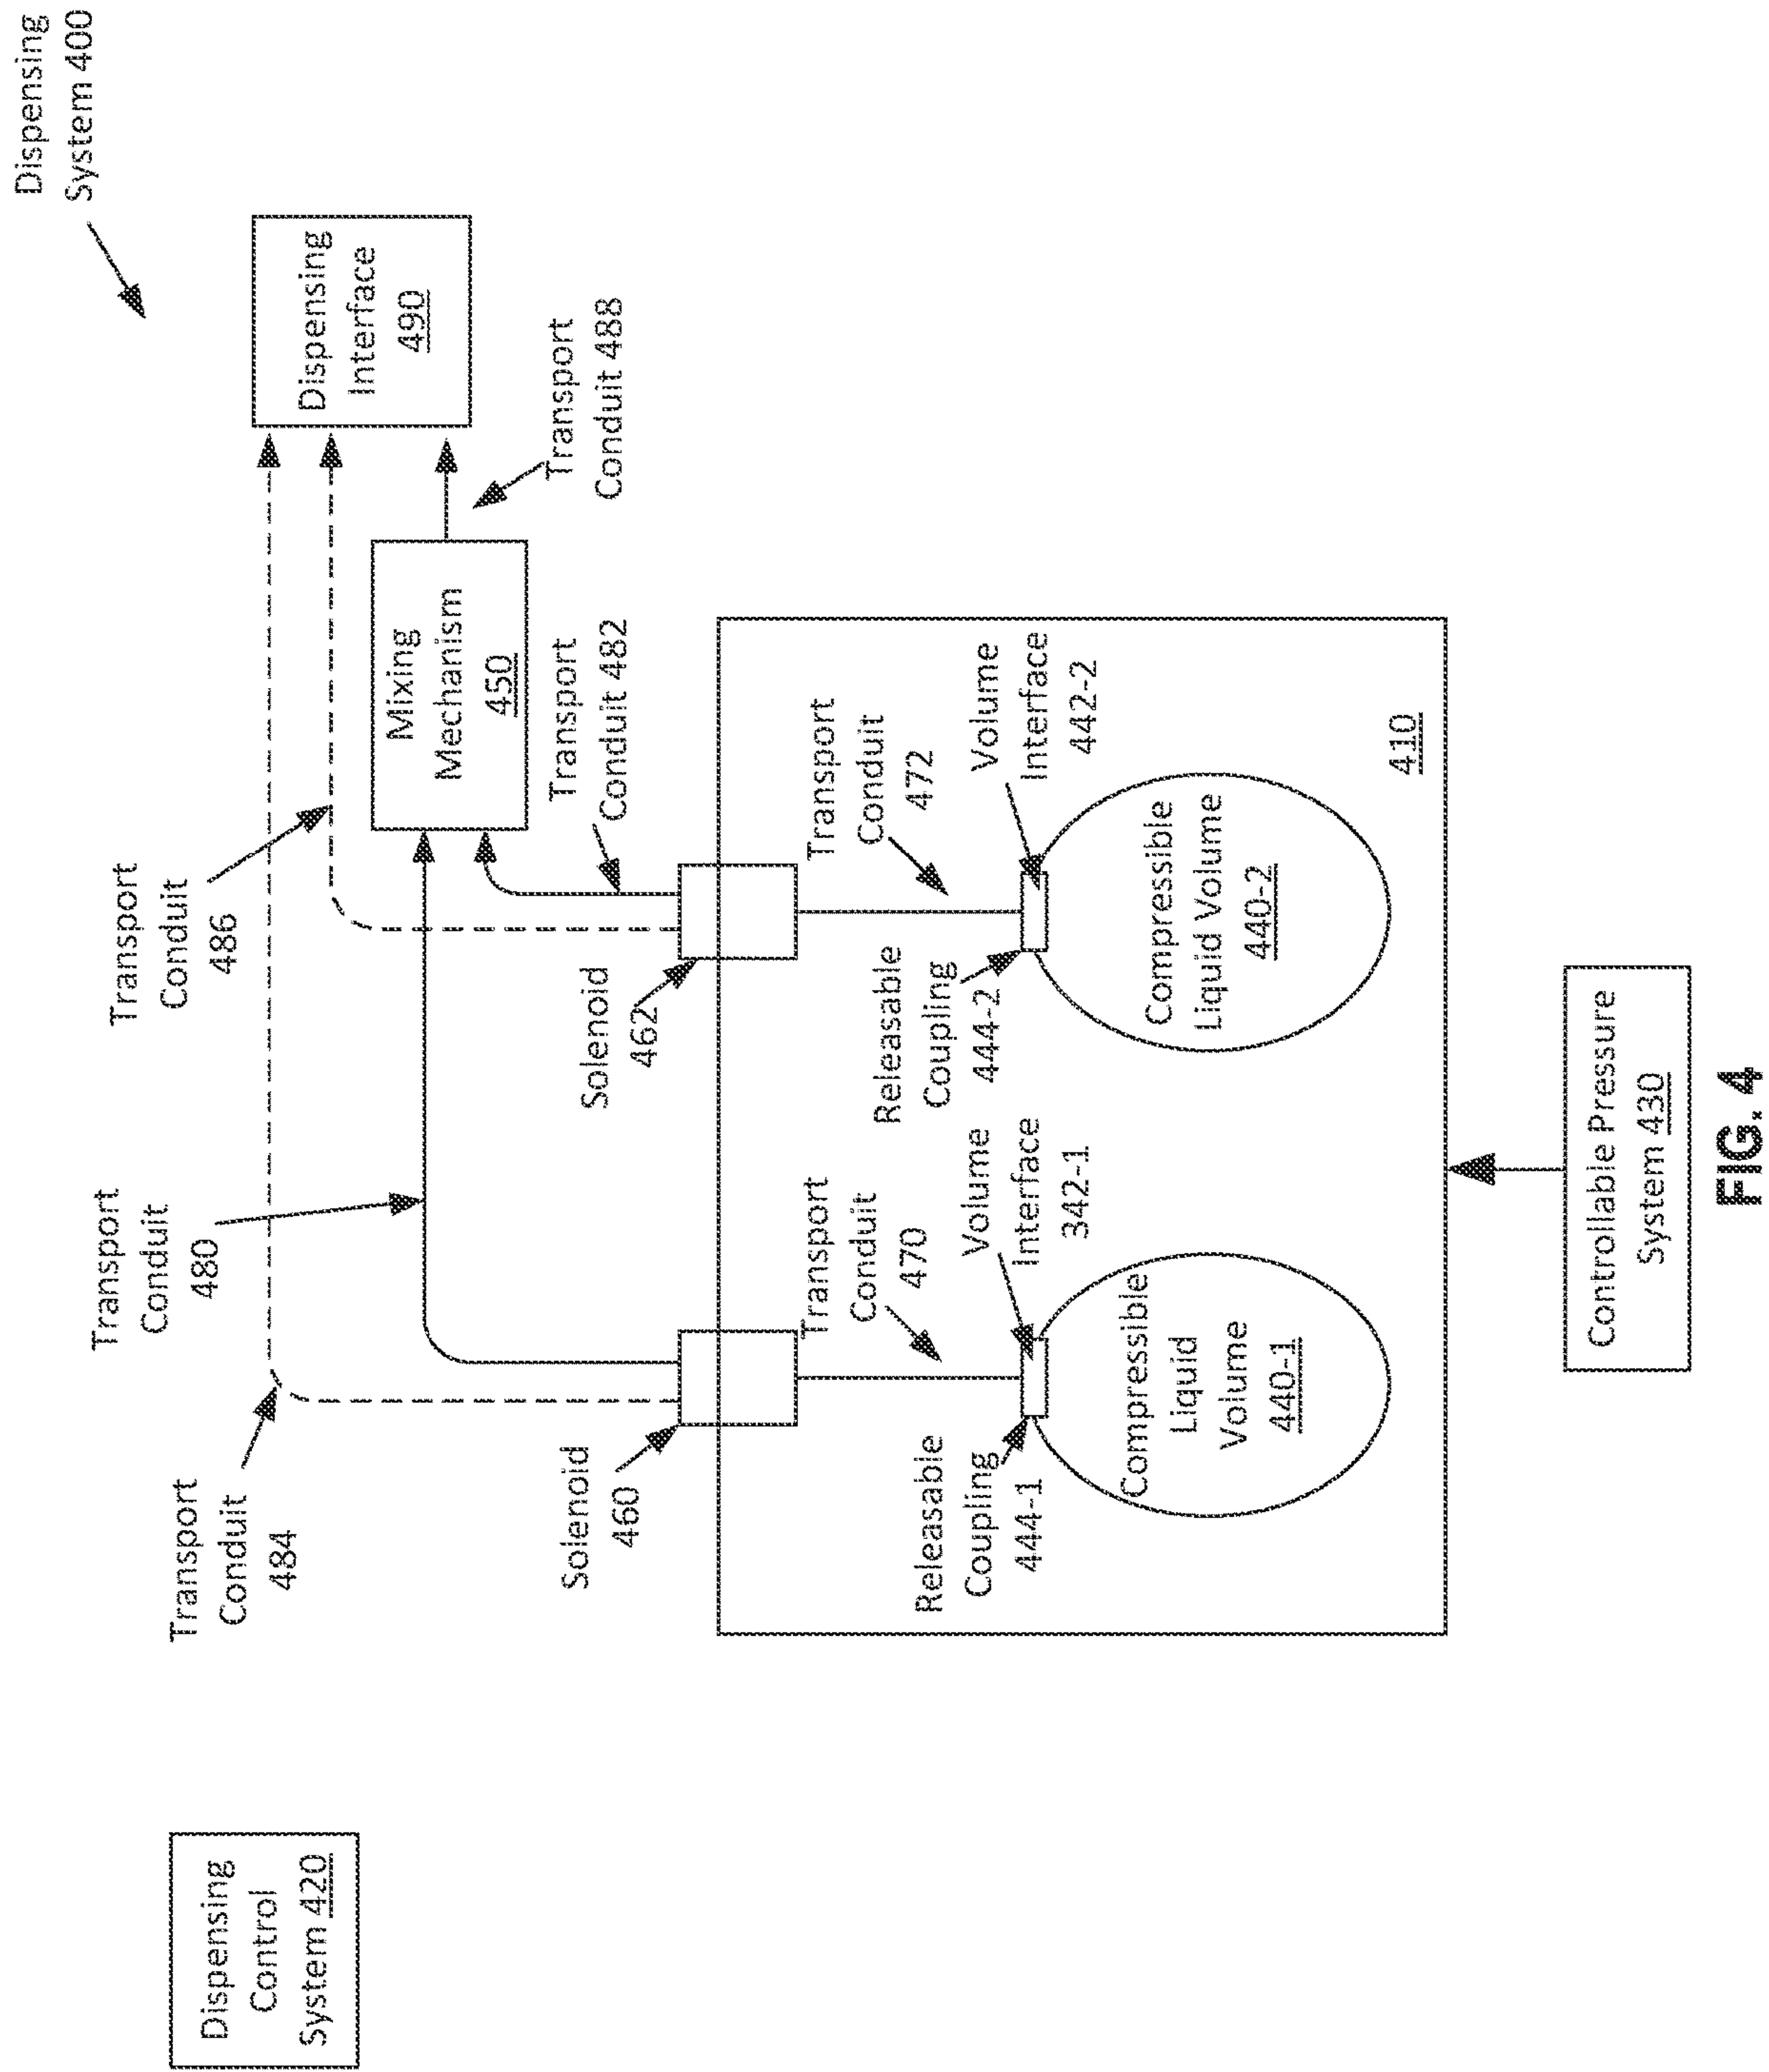 Dispensing
System 400
Dispensing
Control
System 420
Transport
Conduit
484
Transport
Conduit
480
Transport
Conduit
486
Dispensing
Interface
490
Mixing
Mechanism
450
Transport
Conduit 488
Transport
Conduit 482
Solenoid
460
Solenoid
462
Transport
Conduit
470
Transport
Conduit
472
Releasable
Coupling
444-1
Volume
Interface
342-1
Releasable
Coupling
444-2
Volume
Interface
442-2
Compressible
Liquid
Volume
440-1
Compressible
Liquid Volume
440-2
410
Controllable Pressure
System 430
FIG. 4